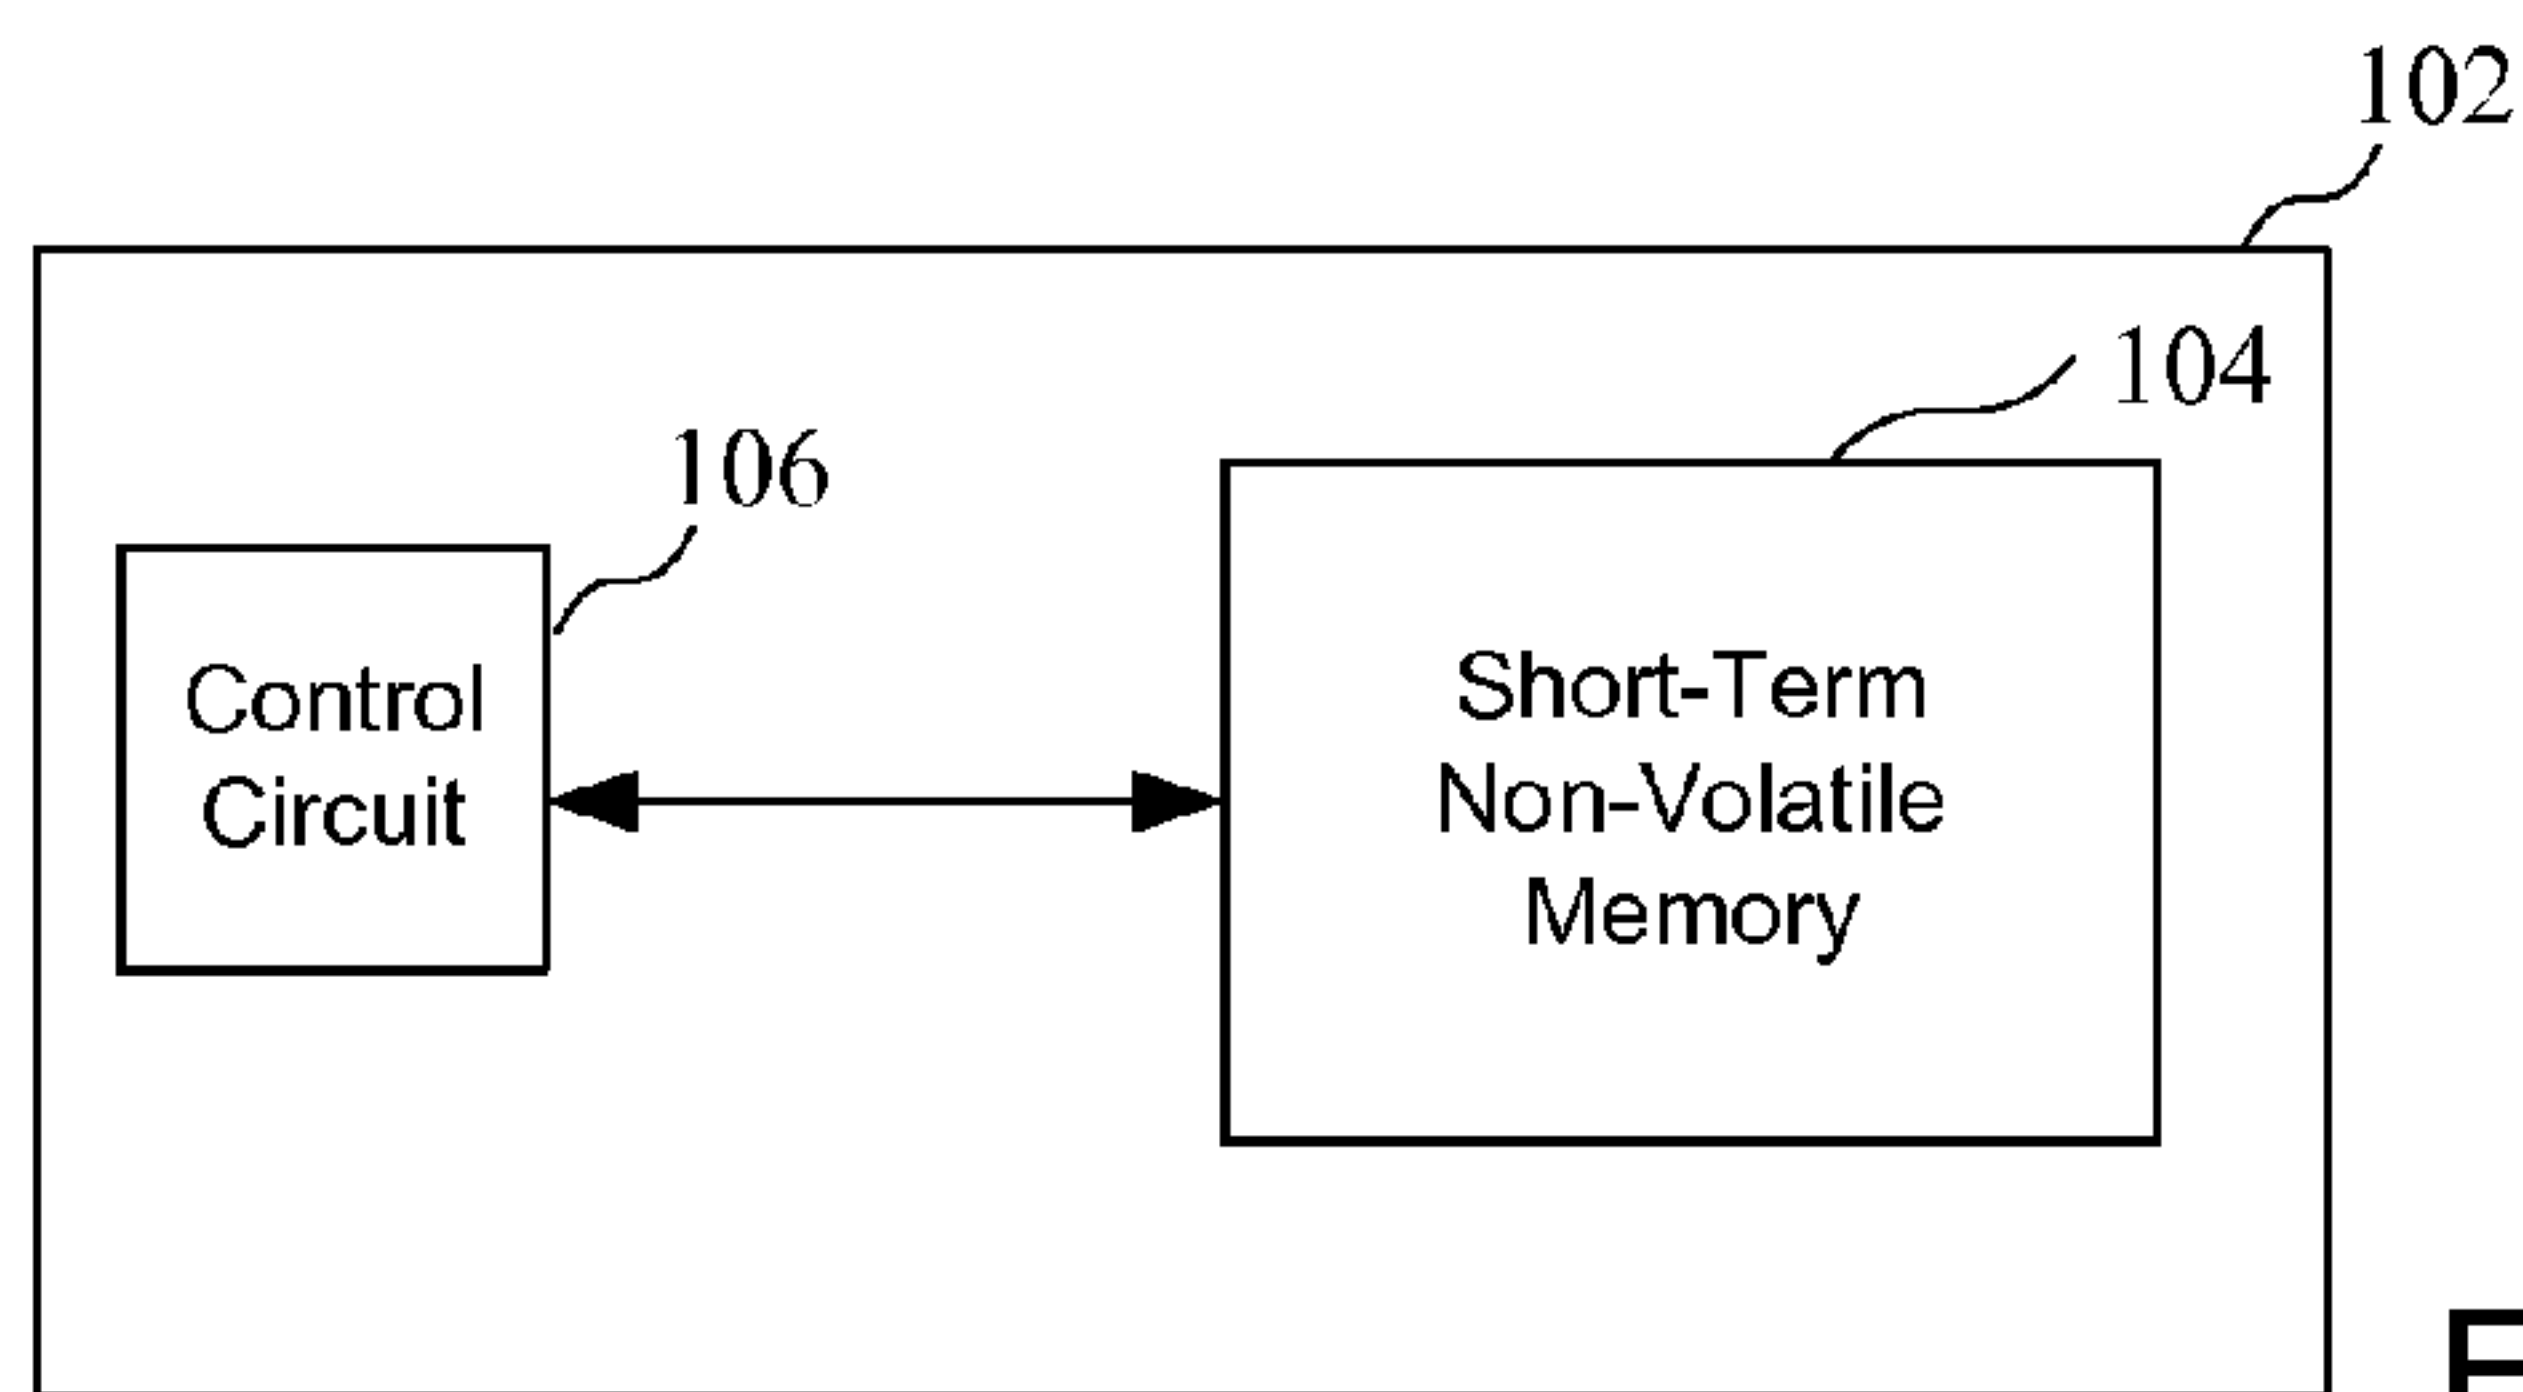 102
104
106
Control
Circuit
Short-Term
Non-Volatile
Memory